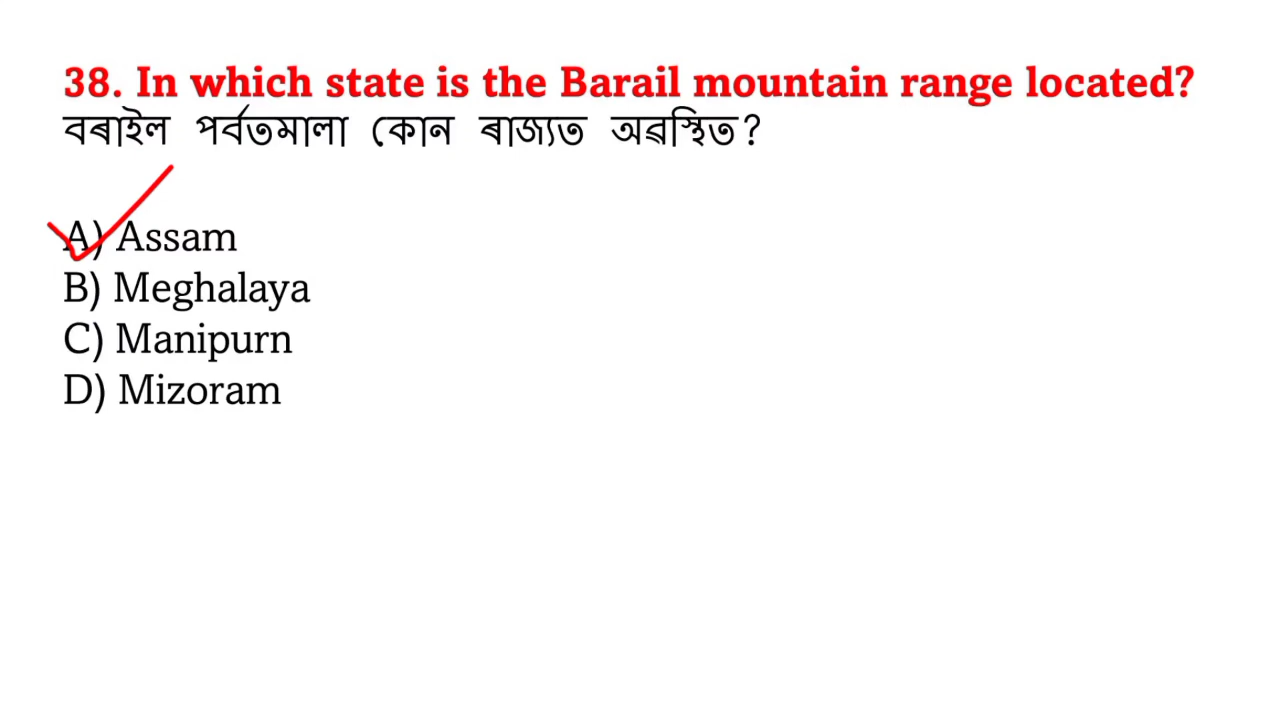 38. In which state is the Barail mountain range located?
বৰাইল পৰ্বতমালা কোন ৰাজ্যত অৱস্থিত?
A) Assam
B) Meghalaya
C) Manipurn
D) Mizoram